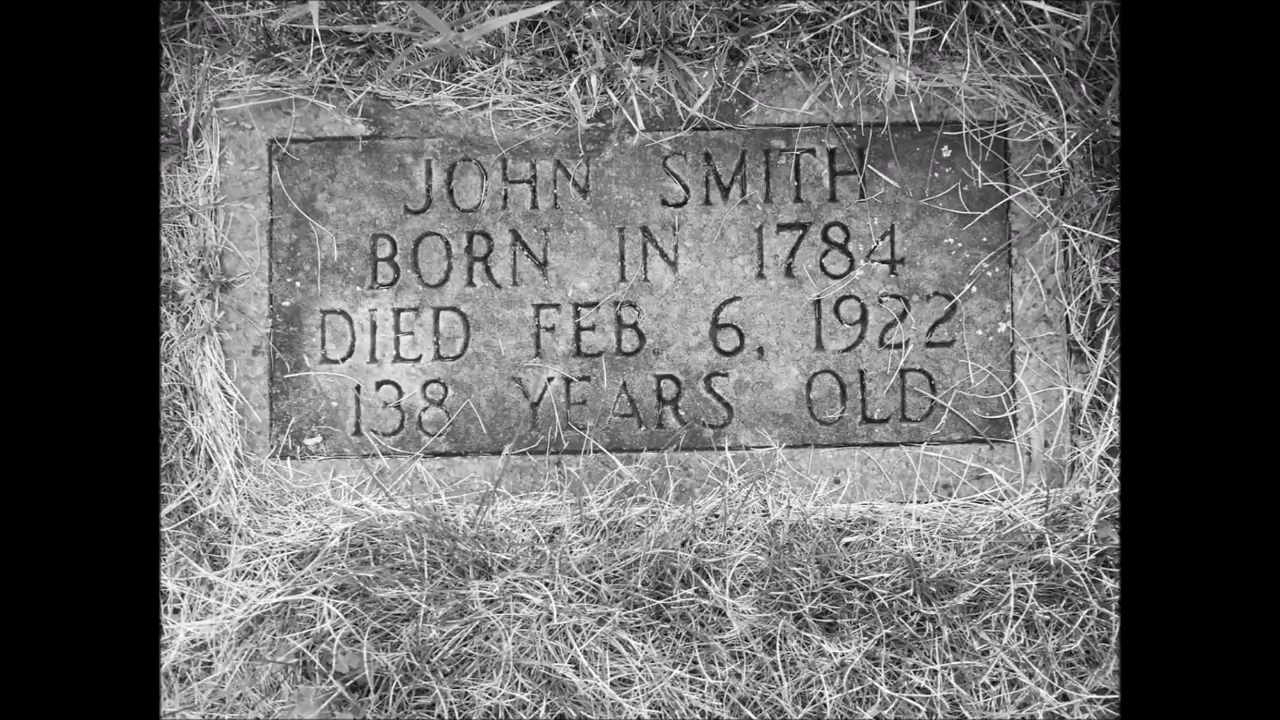 JOHN SMITH
BORN IN 1784
DIED FEB. 6, 1922
138 YEARS OLD